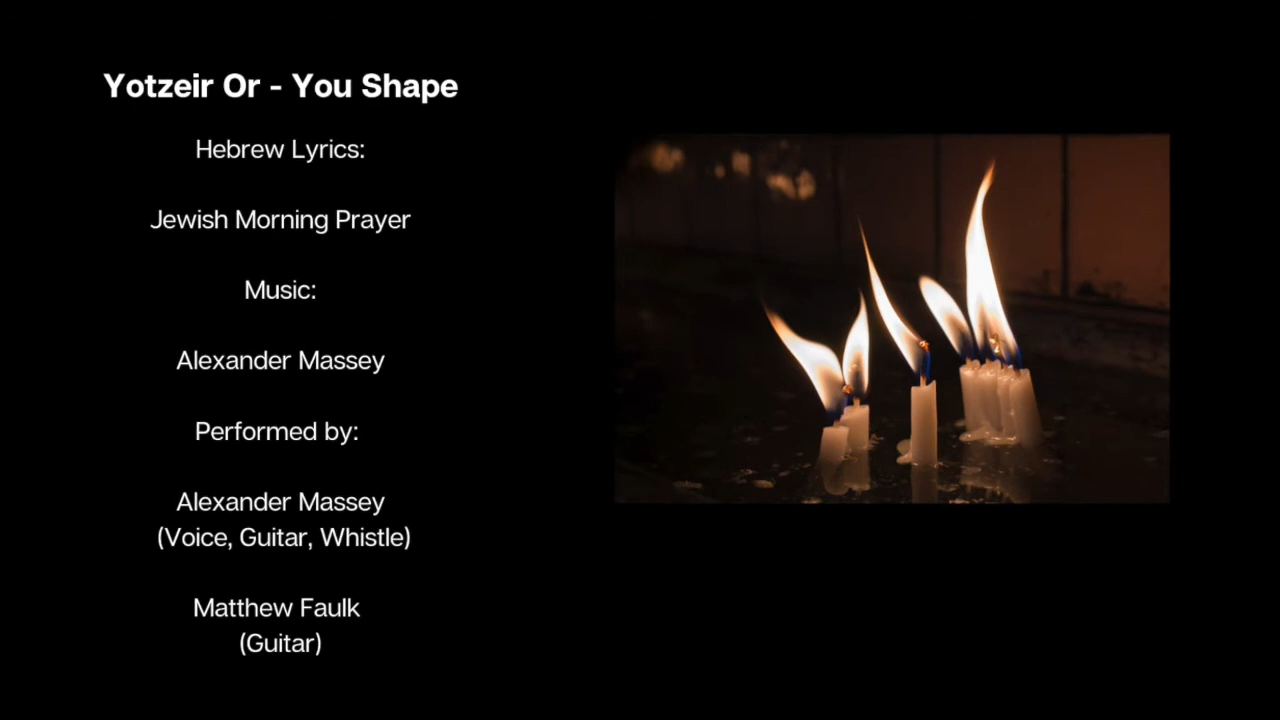 Yotzeir Or - You Shape
Hebrew Lyrics:
Jewish Morning Prayer
Music:
Alexander Massey
Performed by:
Alexander Massey
(Voice, Guitar, Whistle)
Matthew Faulk
(Guitar)